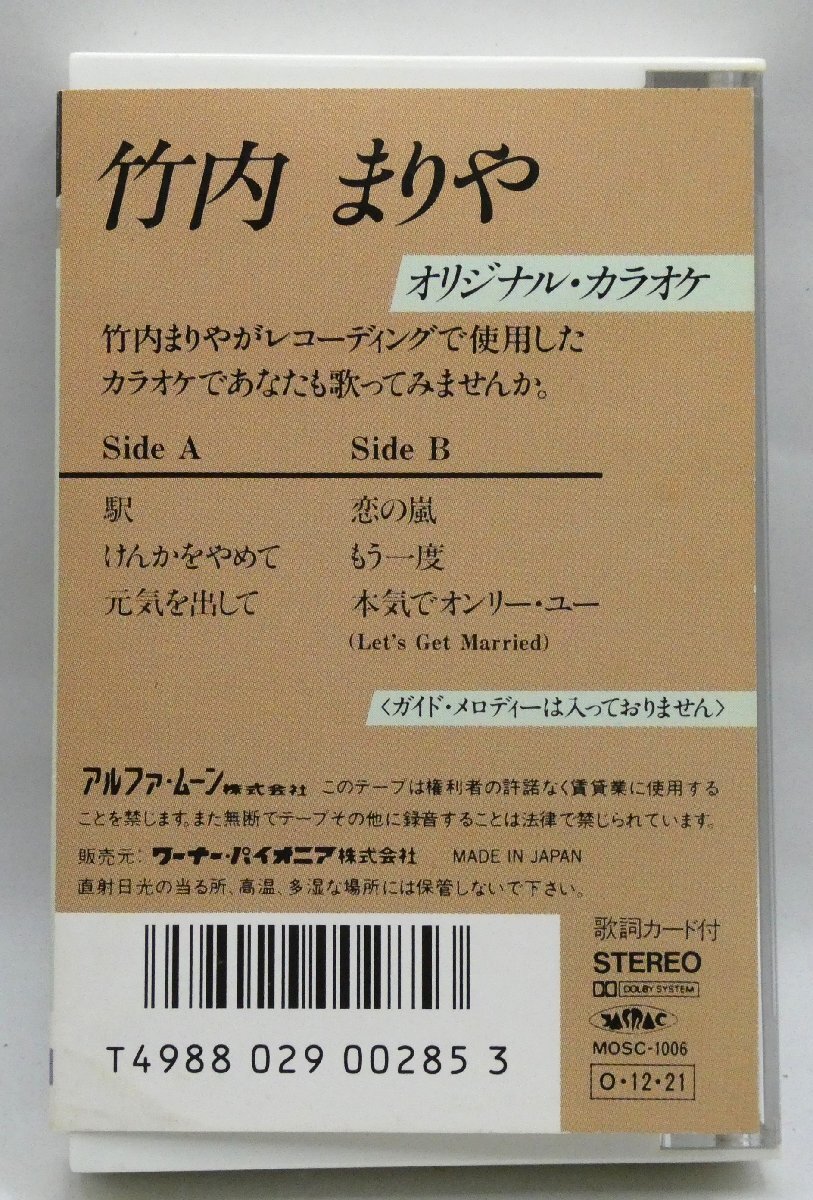 竹内 まりや
オリジナル・カラオケ
竹内まりやがレコーディングで使用した
カラオケであなたも歌ってみませんか。
Side A Side B
駅 恋の嵐
けんかをやめて もう一度
元気を出して 本気でオンリー・ユー
(Let's Get Married)
〈ガイド・メロディーは入っておりません〉
アルファ・ムーン株式会社 このテープは権利者の許諾なく賃貸業に使用する
ことを禁じます。また無断でテープその他に録音することは法律で禁じられています。
販売元: ワーナー・パイオニア株式会社 MADE IN JAPAN
直射日光の当る所、高温、多湿な場所には保管しないで下さい。
歌詞カード付
STEREO
DOLBY SYSTEM
JASRAC
MOSC-1006
O・12・21
T4988 029 00285 3